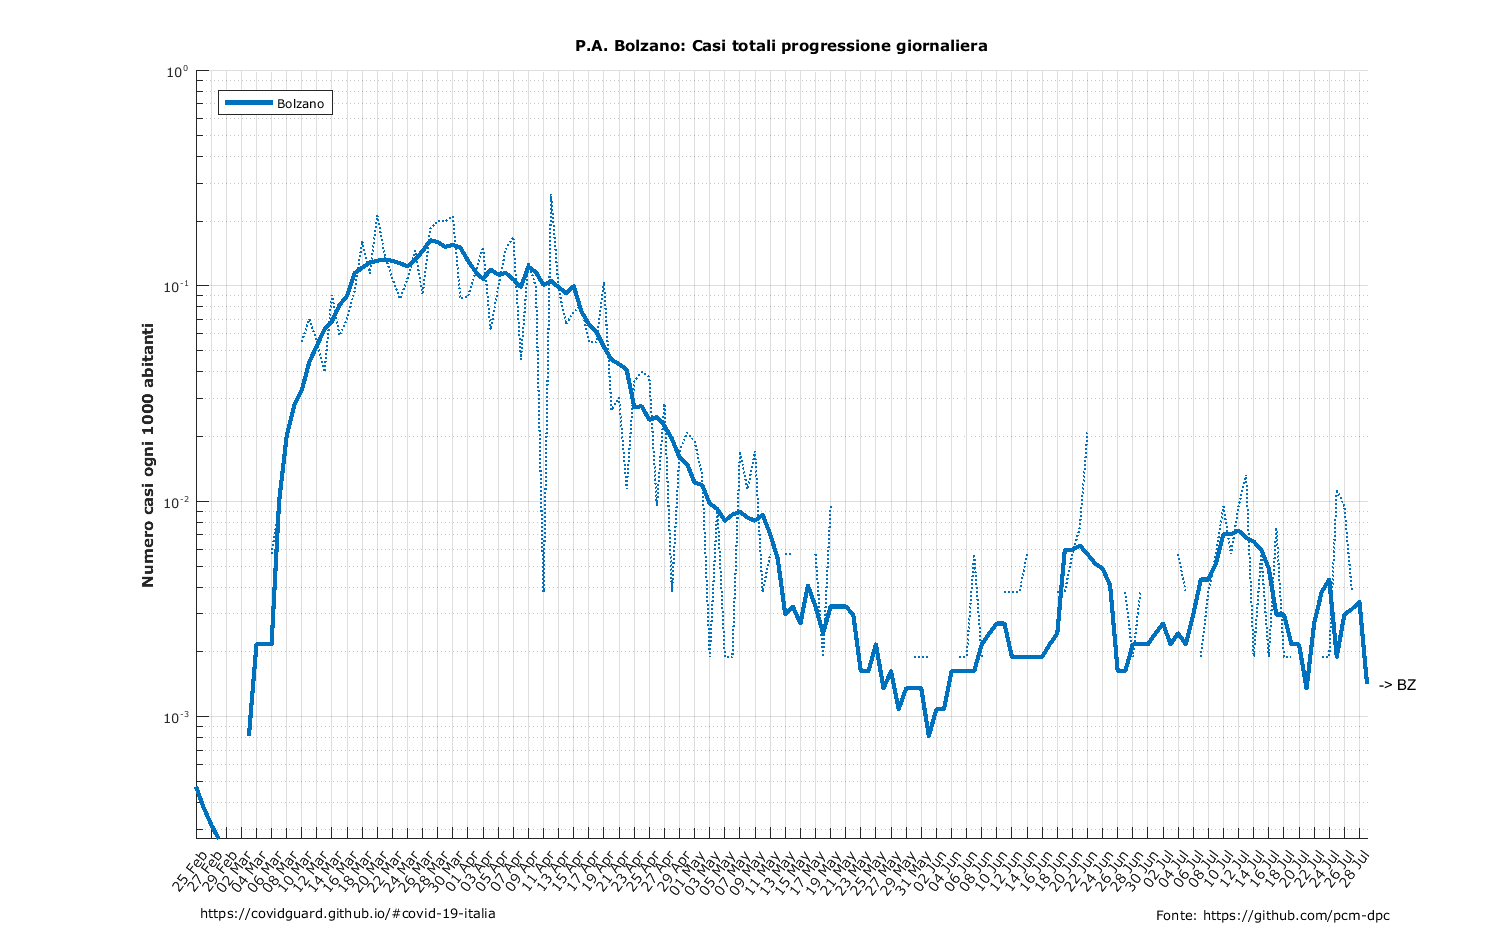 P.A. Bolzano: Casi totali progressione giornaliera
Bolzano
Numero casi ogni 1000 abitanti
10^0
10^-1
10^-2
10^-3
-> BZ
25 Feb
27 Feb
29 Feb
02 Mar
04 Mar
06 Mar
08 Mar
10 Mar
12 Mar
14 Mar
16 Mar
18 Mar
20 Mar
22 Mar
24 Mar
26 Mar
28 Mar
30 Mar
01 Apr
03 Apr
05 Apr
07 Apr
09 Apr
11 Apr
13 Apr
15 Apr
17 Apr
19 Apr
21 Apr
23 Apr
25 Apr
27 Apr
29 Apr
01 May
03 May
05 May
07 May
09 May
11 May
13 May
15 May
17 May
19 May
21 May
23 May
25 May
27 May
29 May
31 May
02 Jun
04 Jun
06 Jun
08 Jun
10 Jun
12 Jun
14 Jun
16 Jun
18 Jun
20 Jun
22 Jun
24 Jun
26 Jun
28 Jun
30 Jun
02 Jul
04 Jul
06 Jul
08 Jul
10 Jul
12 Jul
14 Jul
16 Jul
18 Jul
20 Jul
22 Jul
24 Jul
26 Jul
28 Jul
https://covidguard.github.io/#covid-19-italia
Fonte: https://github.com/pcm-dpc